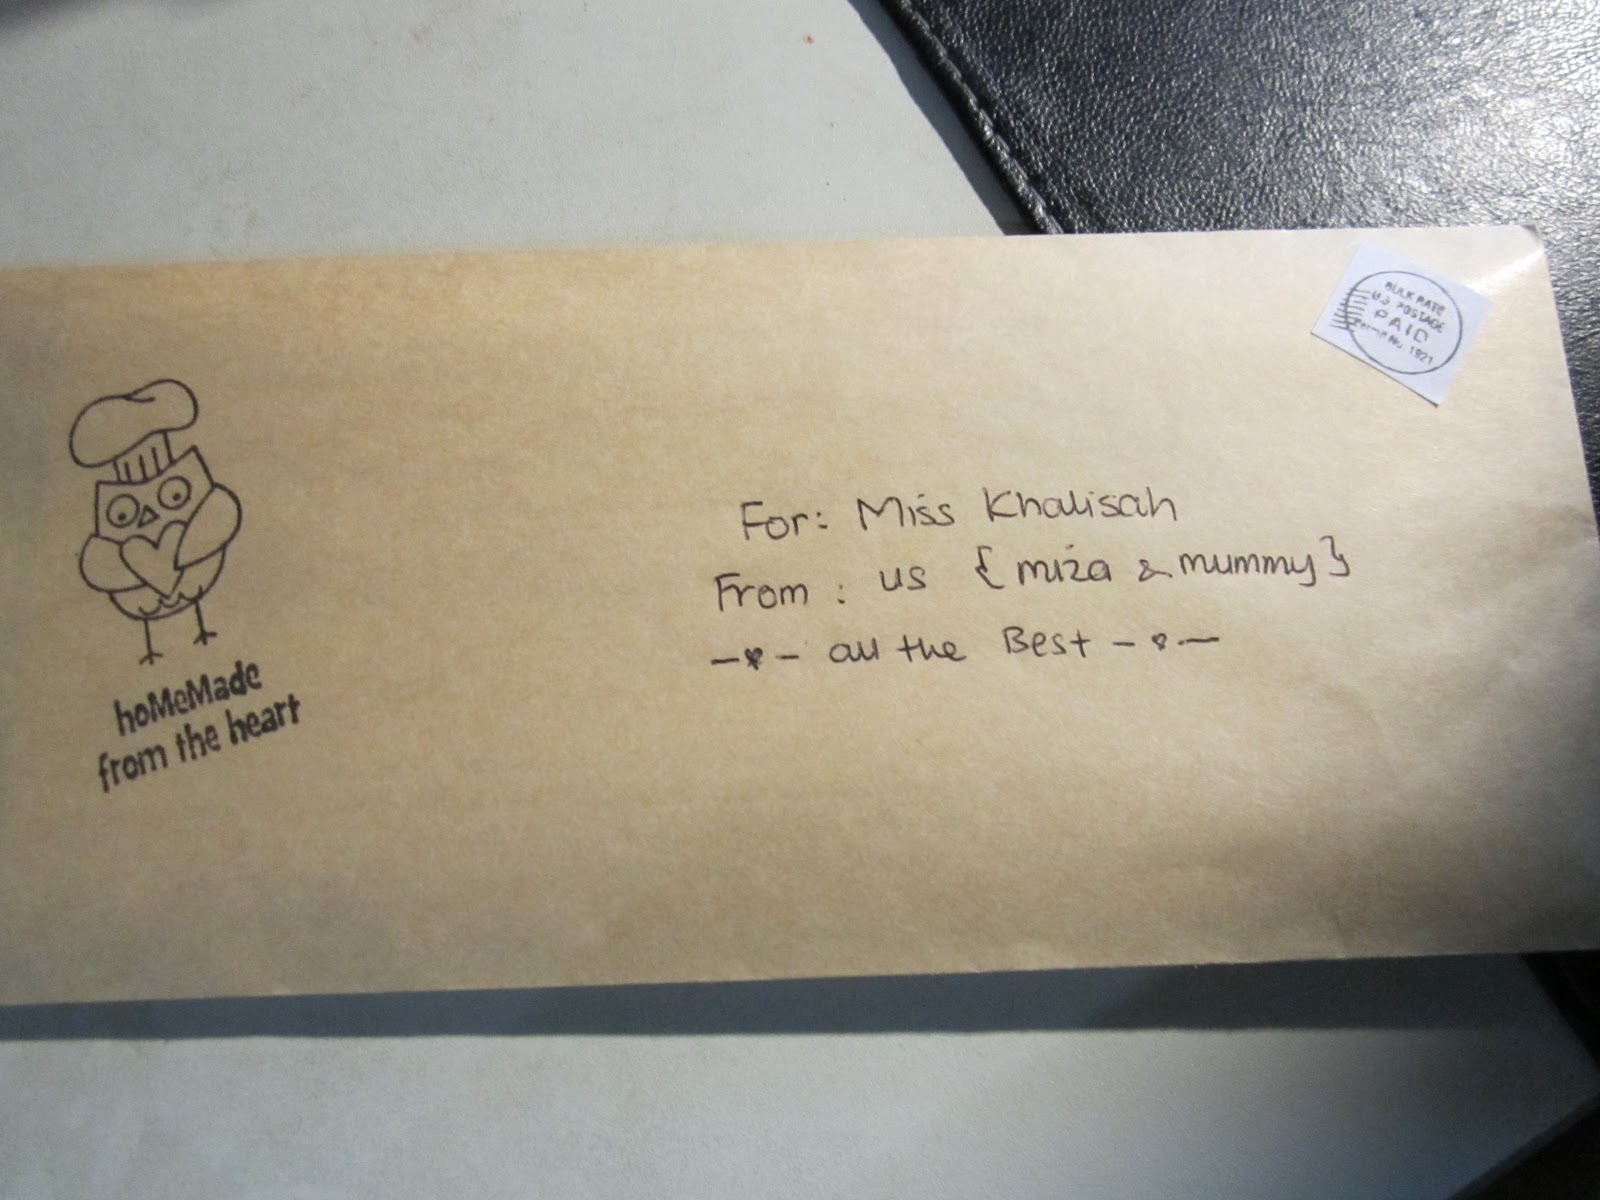 BULK RATE
U.S. POSTAGE
PAID
Permit No. 1921
For: Miss Khalisah
From: us {miza & mummy}
- all the Best -
hoMeMade
from the heart